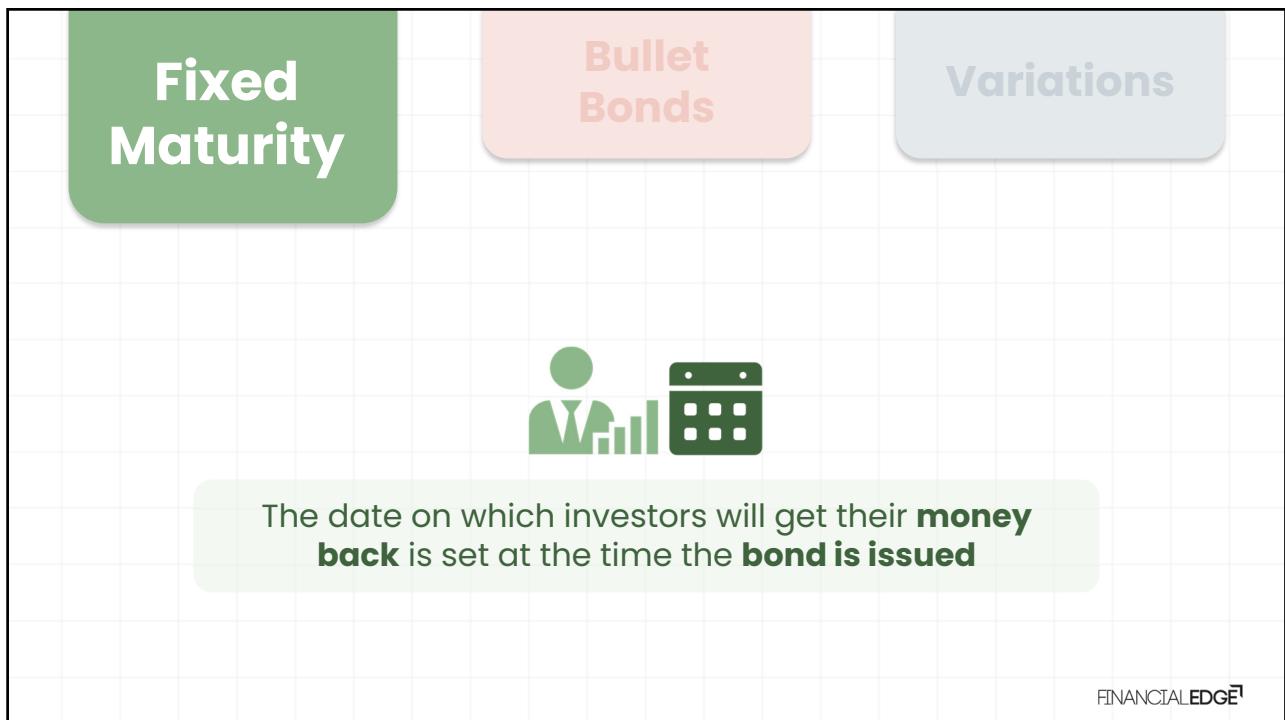 Fixed
Maturity
Bullet
Bonds
Variations
The date on which investors will get their money
back is set at the time the bond is issued
FINANCIALEDGE